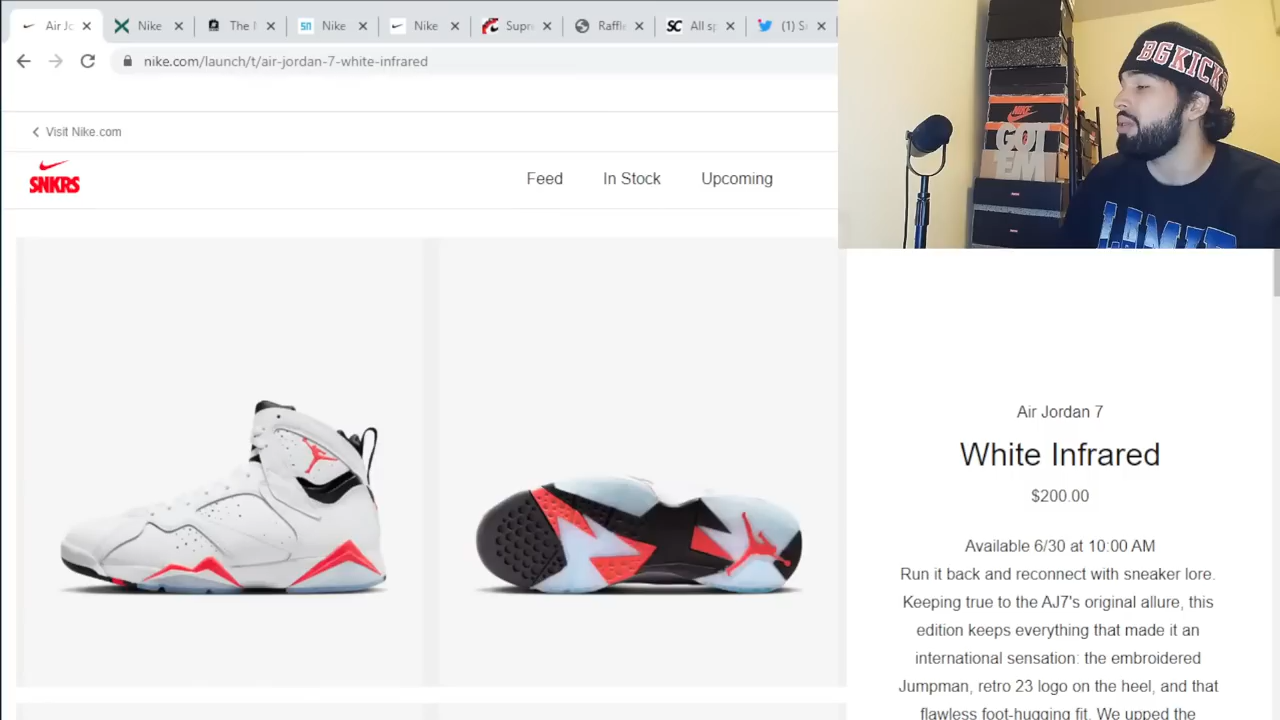 Air Jc
Nike
The I
sn
Nike
Nike
Supr
Raffle
SC
All sp
(1) S
nike.com/launch/t/air-jordan-7-white-infrared
Visit Nike.com
SNKRS
Feed
In Stock
Upcoming
BGKICKS
NIKE
GOT
'EM
Air Jordan 7
White Infrared
$200.00
Available 6/30 at 10:00 AM
Run it back and reconnect with sneaker lore.
Keeping true to the AJ7's original allure, this
edition keeps everything that made it an
international sensation: the embroidered
Jumpman, retro 23 logo on the heel, and that
flawless foot-hugging fit. We upped the